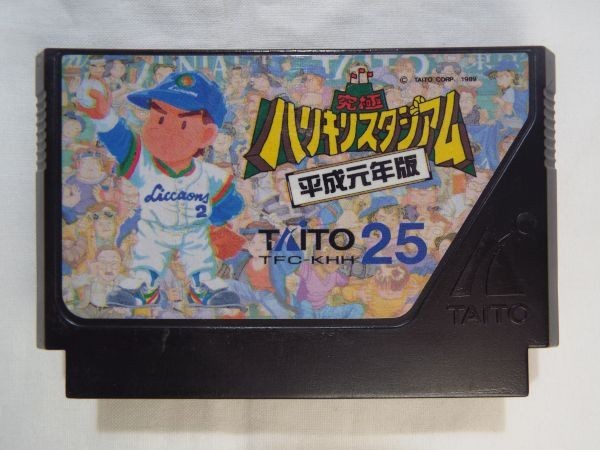 © TAITO CORP. 1989
究極
ハリキリスタジアム
平成元年版
Liccaons
Liccaons
2
TAITO 25
TFC-KHH
TAITO